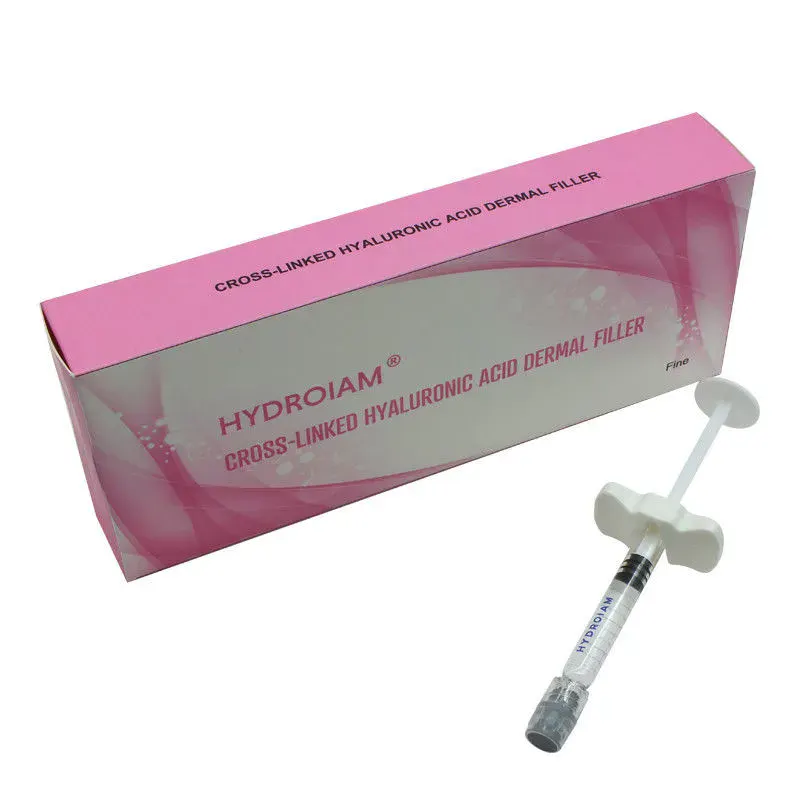 CROSS-LINKED HYALURONIC ACID DERMAL FILLER
HYDROIAM®
CROSS-LINKED HYALURONIC ACID DERMAL FILLER
Fine
HYDROIAM